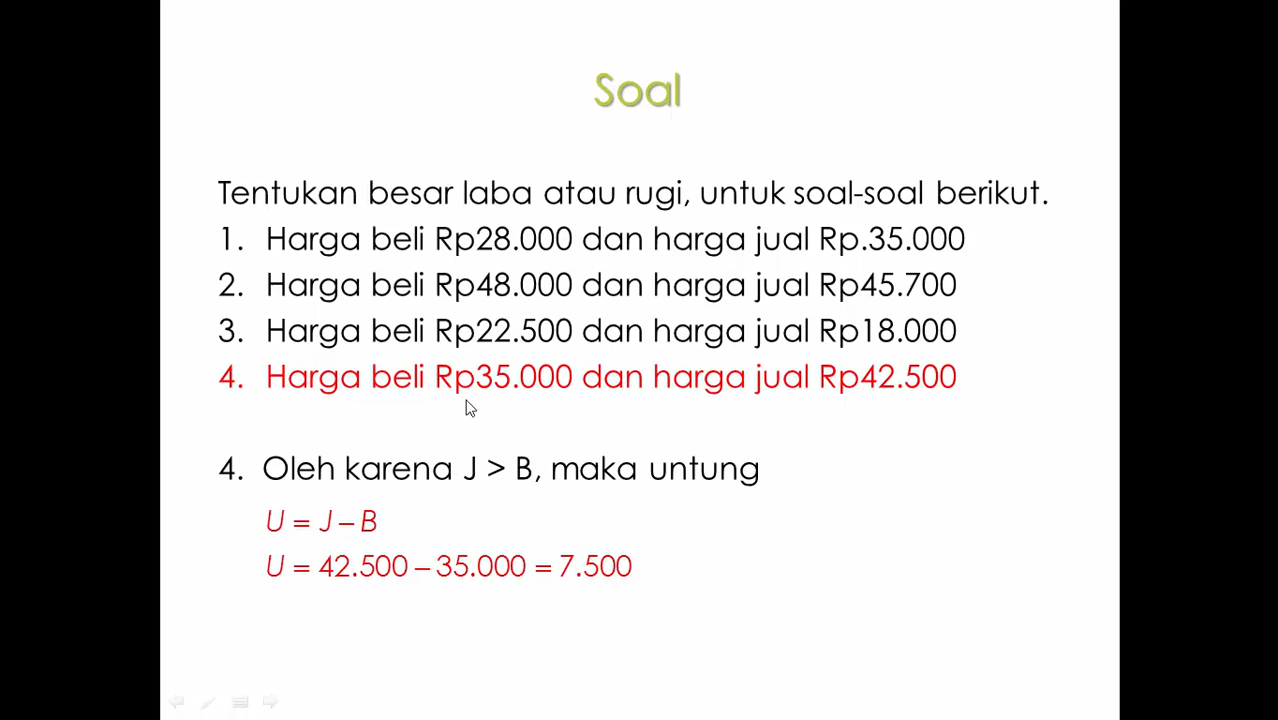 Soal
Tentukan besar laba atau rugi, untuk soal-soal berikut.
1. Harga beli Rp28.000 dan harga jual Rp.35.000
2. Harga beli Rp48.000 dan harga jual Rp45.700
3. Harga beli Rp22.500 dan harga jual Rp18.000
4. Harga beli Rp35.000 dan harga jual Rp42.500
4. Oleh karena J > B, maka untung
U = J – B
U = 42.500 – 35.000 = 7.500